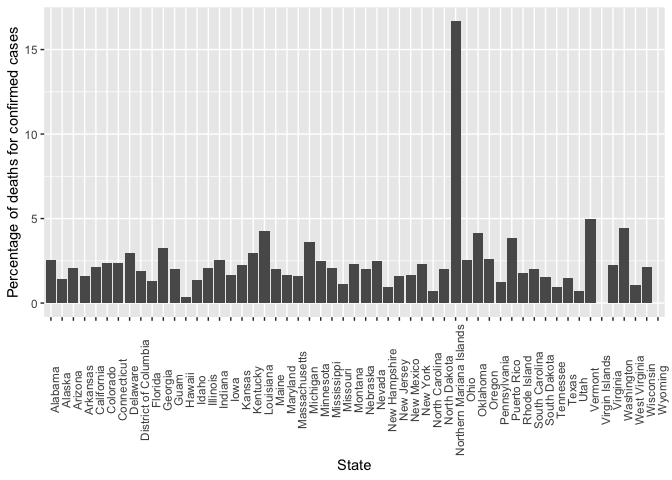 Percentage of deaths for confirmed cases
15
10
5
0
Alabama
Alaska
Arizona
Arkansas
California
Colorado
Connecticut
Delaware
District of Columbia
Florida
Georgia
Guam
Hawaii
Idaho
Illinois
Indiana
Iowa
Kansas
Kentucky
Louisiana
Maine
Maryland
Massachusetts
Michigan
Minnesota
Mississippi
Missouri
Montana
Nebraska
Nevada
New Hampshire
New Jersey
New Mexico
New York
North Carolina
North Dakota
Northern Mariana Islands
Ohio
Oklahoma
Oregon
Pennsylvania
Puerto Rico
Rhode Island
South Carolina
South Dakota
Tennessee
Texas
Utah
Vermont
Virgin Islands
Virginia
Washington
West Virginia
Wisconsin
Wyoming
State